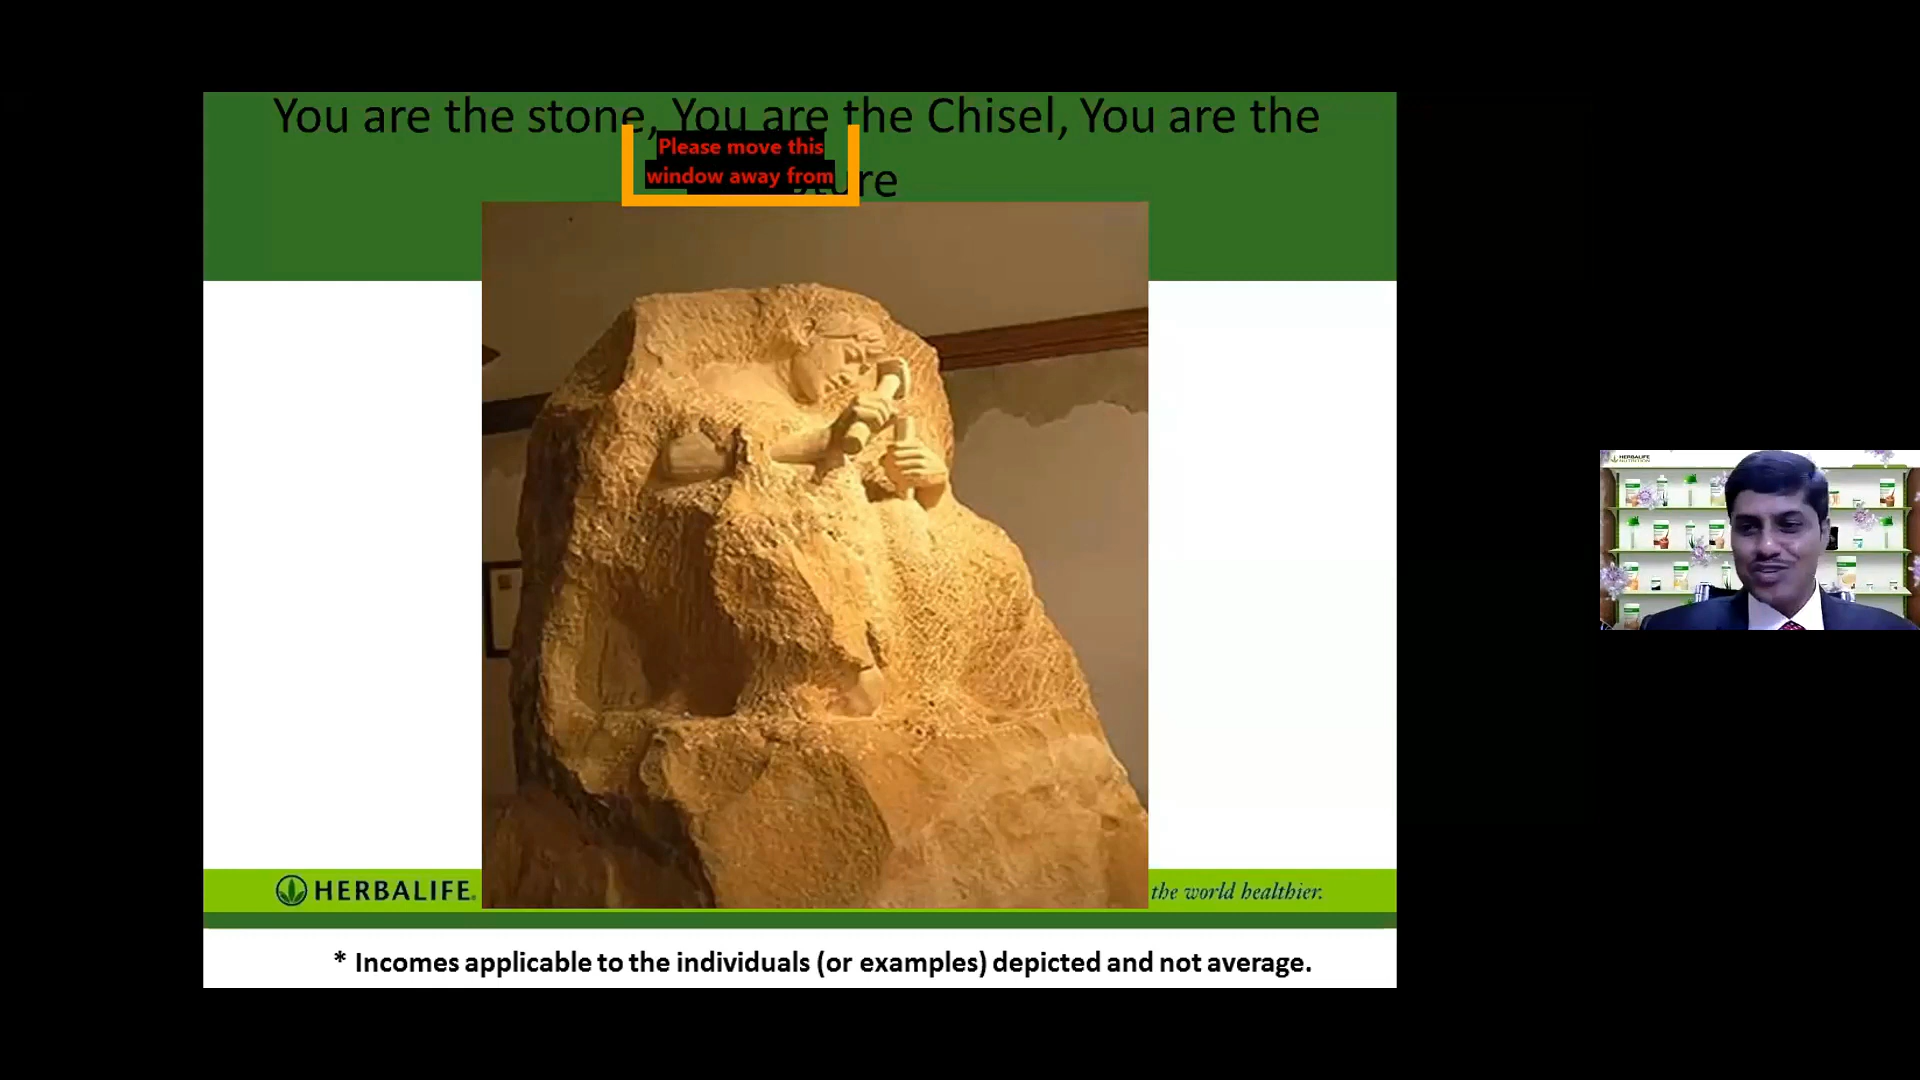 You are the stone, You are the Chisel, You are the
Please move this
window away from
HERBALIFE
the world healthier.
* Incomes applicable to the individuals (or examples) depicted and not average.
HERBALIFE